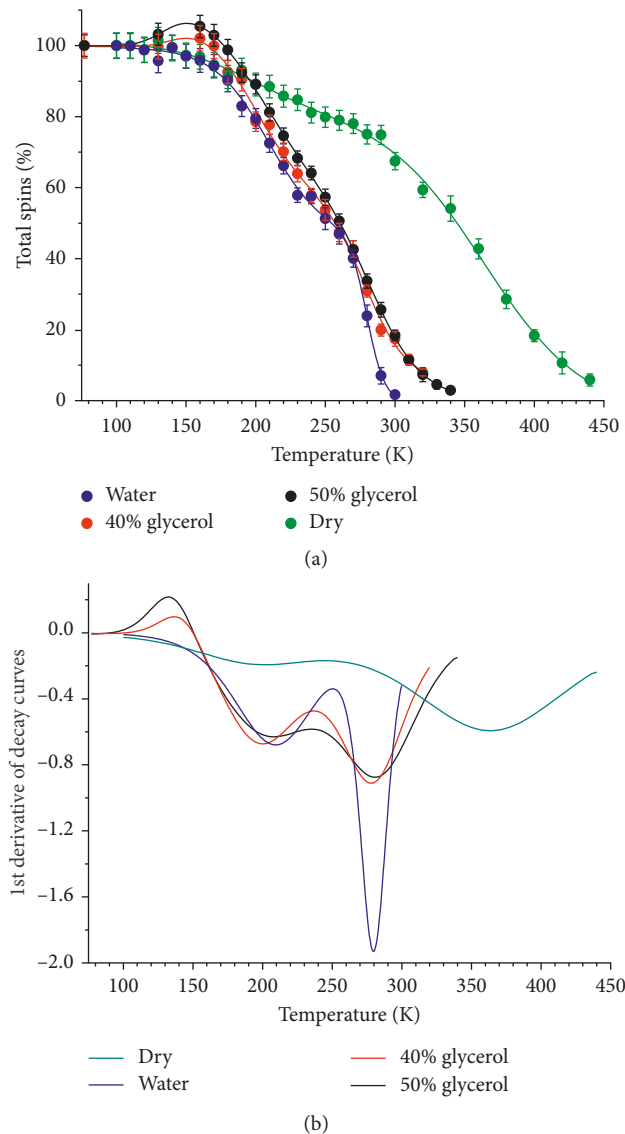 Total spins (%)
100
80
60
40
20
0
100 150 200 250 300 350 400 450
Temperature (K)
Water 50% glycerol
40% glycerol Dry
(a)
1st derivative of decay curves
0.0
−0.4
−0.8
−1.2
−1.6
−2.0
100 150 200 250 300 350 400 450
Temperature (K)
Dry 40% glycerol
Water 50% glycerol
(b)